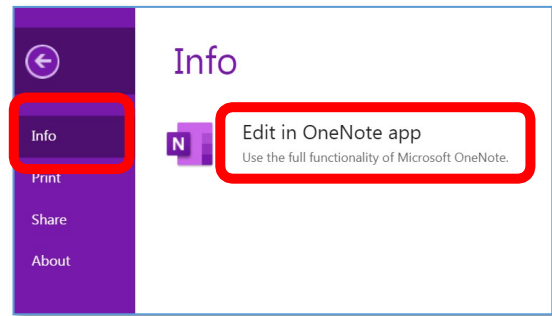 Info
Info
Print
Share
About
N
Edit in OneNote app
Use the full functionality of Microsoft OneNote.